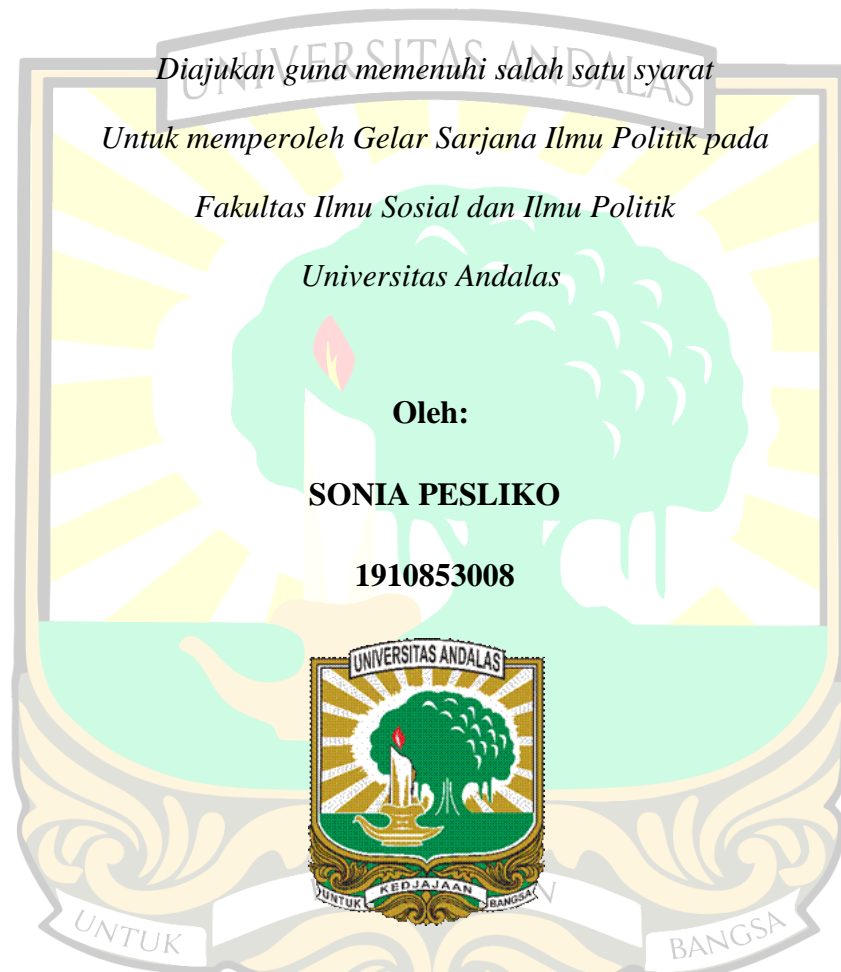 UNIVERSITAS ANDALAS
Diajukan guna memenuhi salah satu syarat
Untuk memperoleh Gelar Sarjana Ilmu Politik pada
Fakultas Ilmu Sosial dan Ilmu Politik
Universitas Andalas
Oleh:
SONIA PESLIKO
1910853008
UNIVERSITAS ANDALAS
UNTUK KEDJAJAAN BANGSA
UNTUK BANGSA